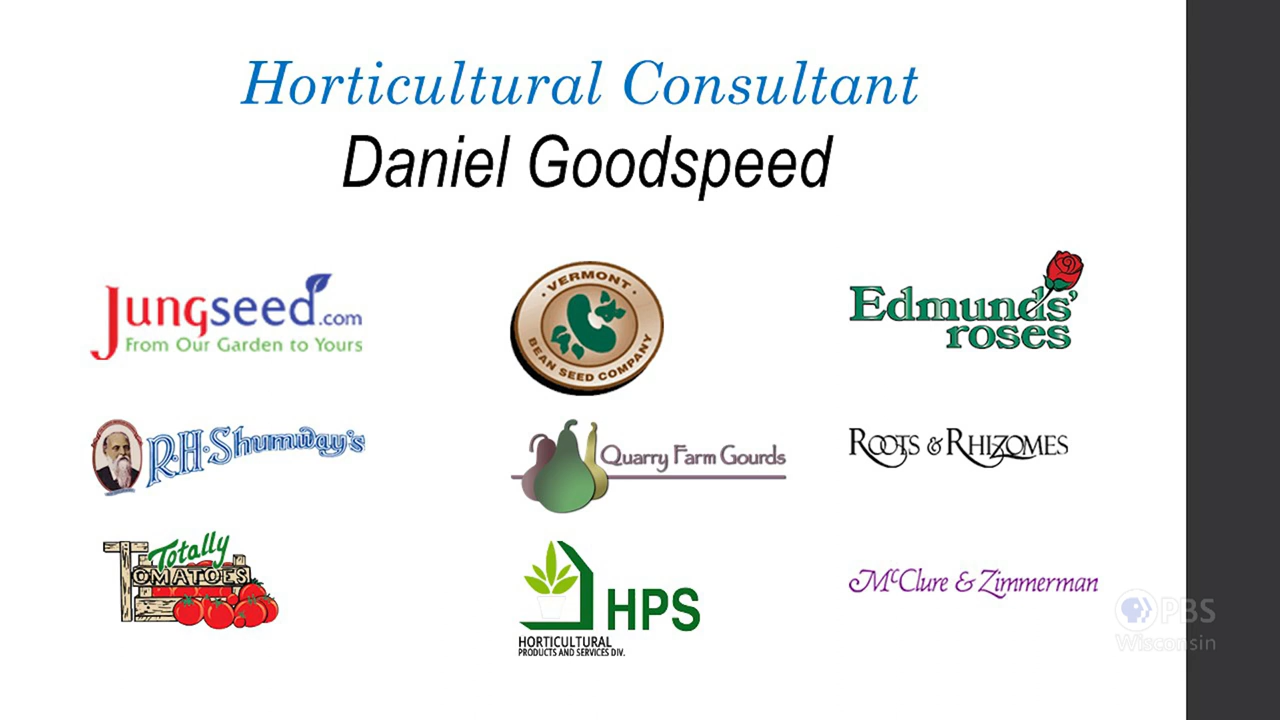 Horticultural Consultant
Daniel Goodspeed
Jungseed.com
From Our Garden to Yours
· VERMONT ·
BEAN SEED COMPANY
Edmunds'
roses
R.H. Shumway's
Quarry Farm Gourds
ROOTS & RHIZOMES
Totally
TOMATOES
HPS
HORTICULTURAL
PRODUCTS AND SERVICES DIV.
McClure & Zimmerman
PBS
Wisconsin